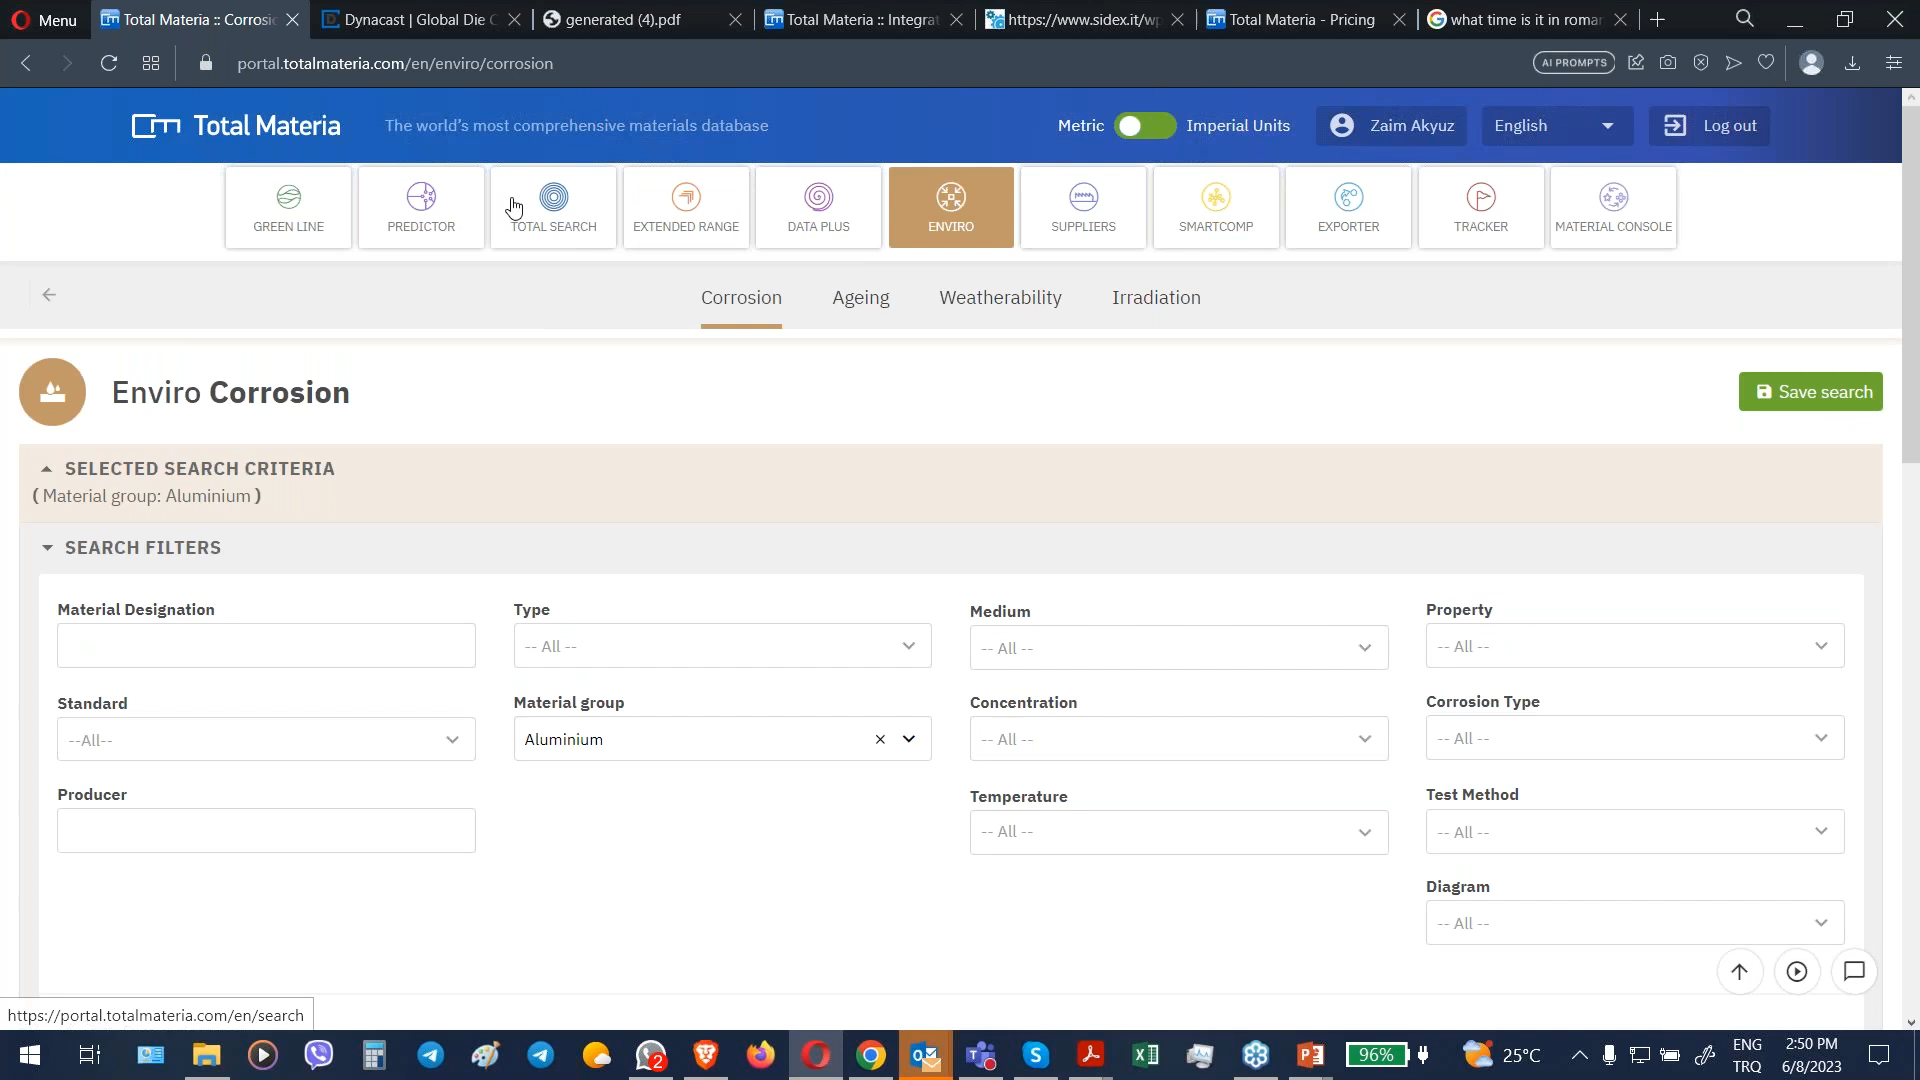 Menu
Total Materia :: Corrosio
Dynacast | Global Die C
generated (4).pdf
Total Materia :: Integrat
https://www.sidex.it/wp
Total Materia - Pricing
what time is it in roman
portal.totalmateria.com/en/enviro/corrosion
AI PROMPTS
Total Materia
The world's most comprehensive materials database
Metric
Imperial Units
Zaim Akyuz
English
Log out
GREEN LINE
PREDICTOR
TOTAL SEARCH
EXTENDED RANGE
DATA PLUS
ENVIRO
SUPPLIERS
SMARTCOMP
EXPORTER
TRACKER
MATERIAL CONSOLE
Corrosion
Ageing
Weatherability
Irradiation
Enviro Corrosion
Save search
SELECTED SEARCH CRITERIA
( Material group: Aluminium )
SEARCH FILTERS
Material Designation
Type
-- All --
Medium
-- All --
Property
-- All --
Standard
--All--
Material group
Aluminium
Concentration
-- All --
Corrosion Type
-- All --
Producer
Temperature
-- All --
Test Method
-- All --
Diagram
-- All --
https://portal.totalmateria.com/en/search
2
96%
25°C
ENG
TRQ
2:50 PM
6/8/2023